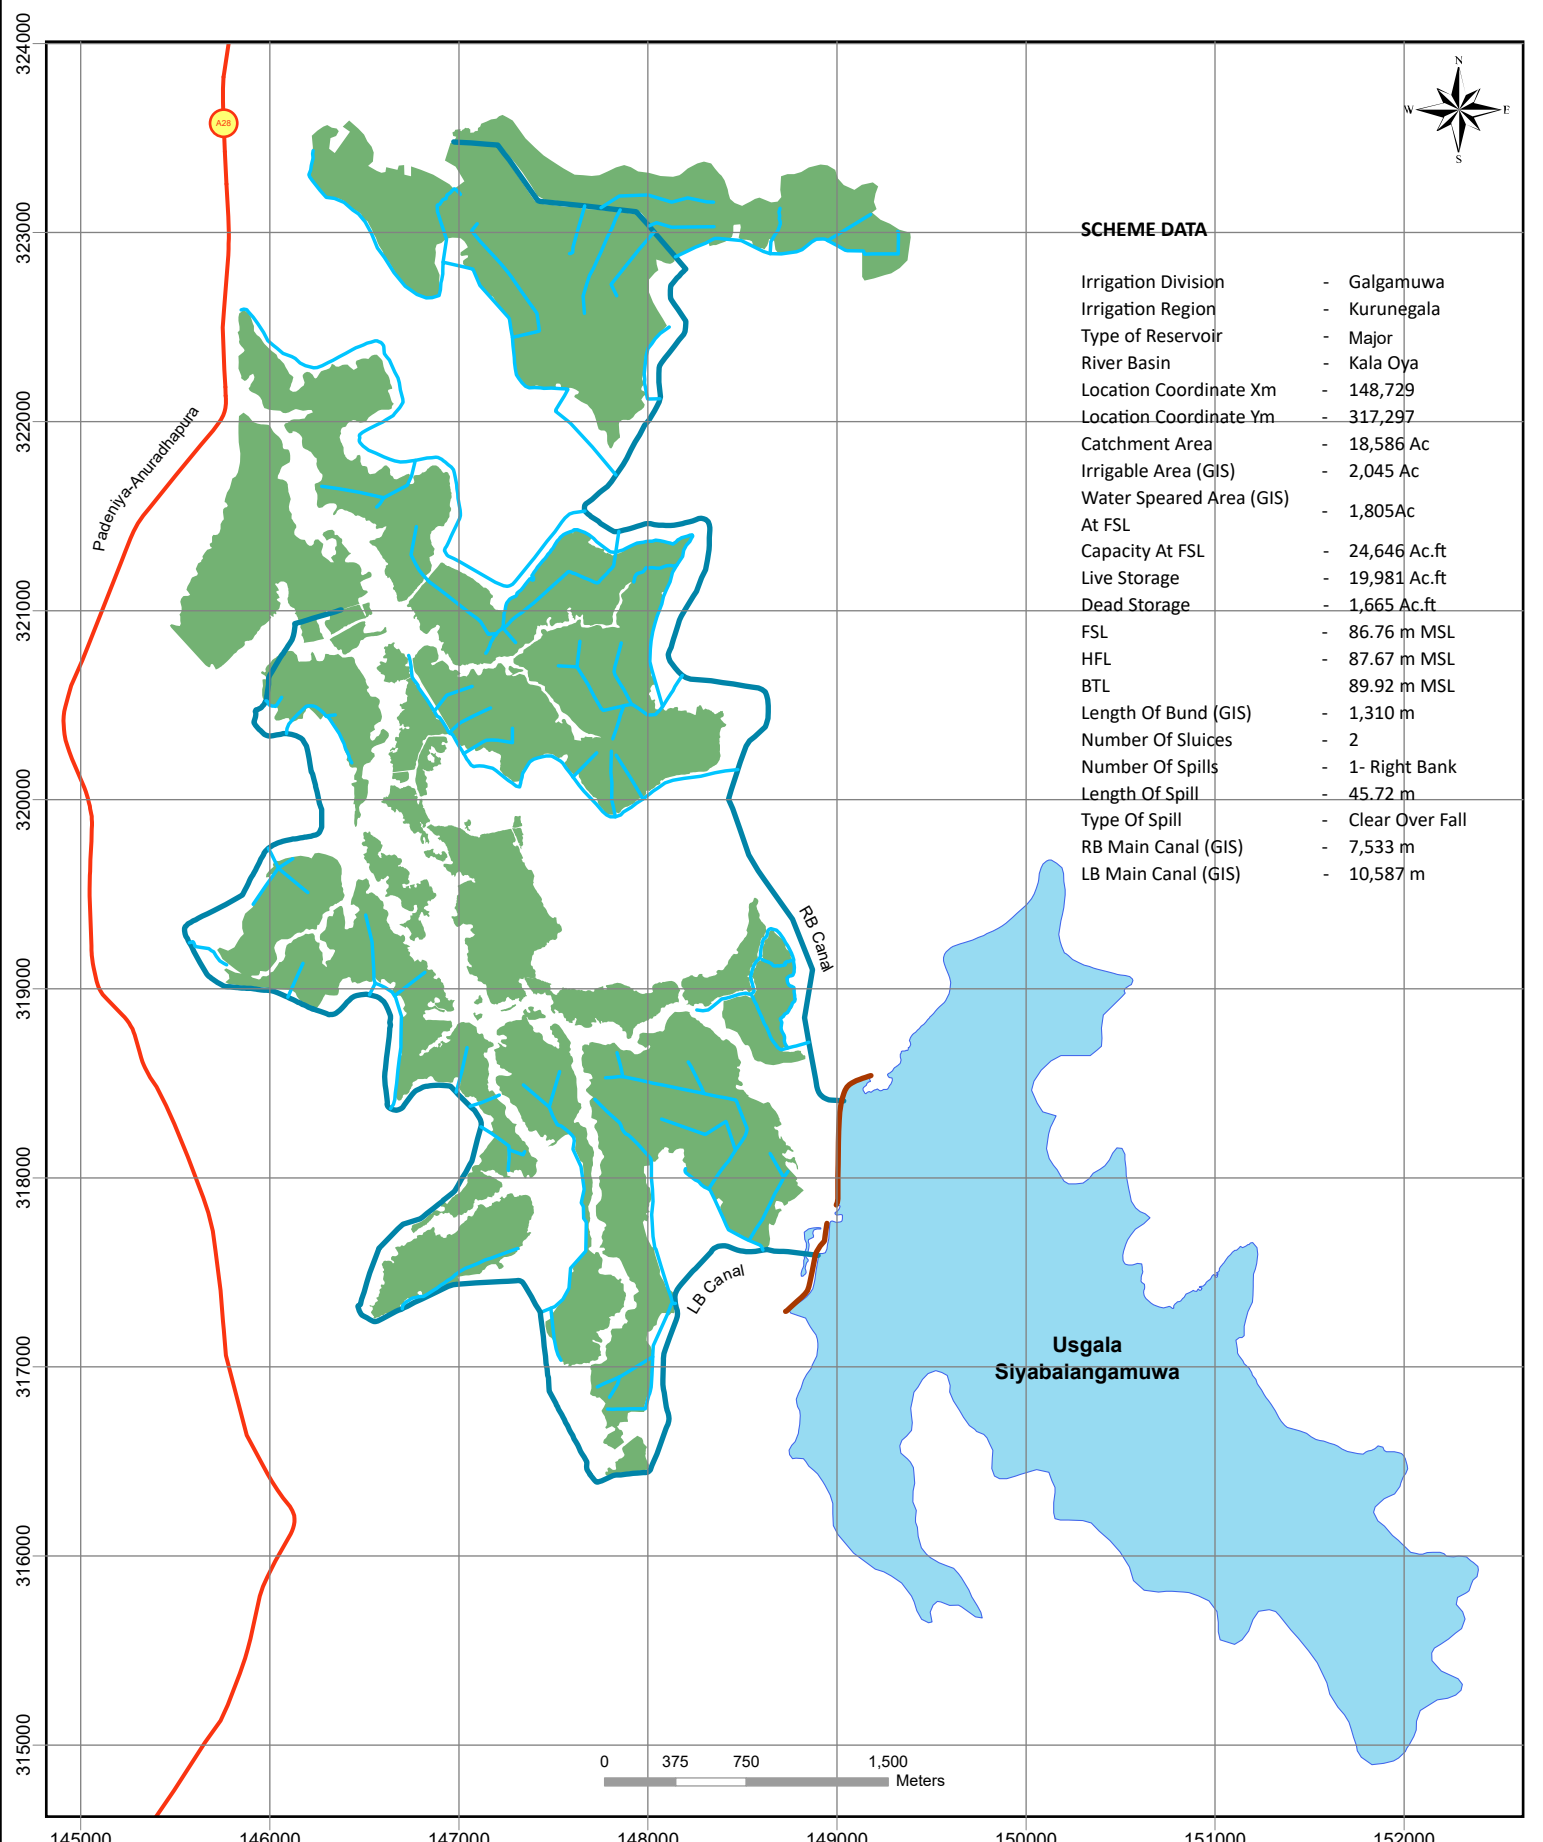 324000
323000
322000
321000
320000
319000
318000
317000
316000
315000
A28
N
W
E
S
Padeniya-Anuradhapura
SCHEME DATA
Irrigation Division - Galgamuwa
Irrigation Region - Kurunegala
Type of Reservoir - Major
River Basin - Kala Oya
Location Coordinate Xm - 148,729
Location Coordinate Ym - 317,297
Catchment Area - 18,586 Ac
Irrigable Area (GIS) - 2,045 Ac
Water Speared Area (GIS)
At FSL - 1,805Ac
Capacity At FSL - 24,646 Ac.ft
Live Storage - 19,981 Ac.ft
Dead Storage - 1,665 Ac.ft
FSL - 86.76 m MSL
HFL - 87.67 m MSL
BTL 89.92 m MSL
Length Of Bund (GIS) - 1,310 m
Number Of Sluices - 2
Number Of Spills - 1- Right Bank
Length Of Spill - 45.72 m
Type Of Spill - Clear Over Fall
RB Main Canal (GIS) - 7,533 m
LB Main Canal (GIS) - 10,587 m
RB Canal
LB Canal
Usgala
Siyabalangamuwa
0 375 750 1,500
Meters
145000 146000 147000 148000 149000 150000 151000 152000